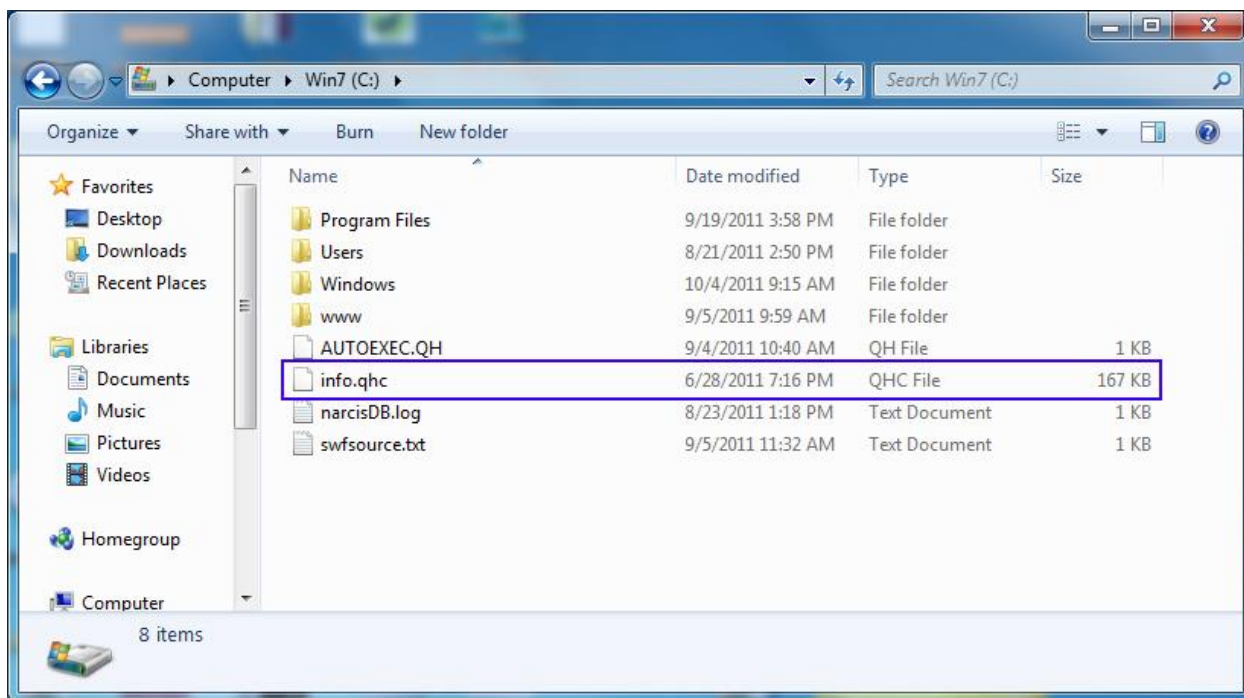 Computer Win7 (C:) Search Win7 (C:)
Organize Share with Burn New folder
Favorites
Desktop
Downloads
Recent Places
Libraries
Documents
Music
Pictures
Videos
Homegroup
Computer
Name Date modified Type Size
Program Files 9/19/2011 3:58 PM File folder
Users 8/21/2011 2:50 PM File folder
Windows 10/4/2011 9:15 AM File folder
www 9/5/2011 9:59 AM File folder
AUTOEXEC.QH 9/4/2011 10:40 AM QH File 1 KB
info.qhc 6/28/2011 7:16 PM QHC File 167 KB
narcisDB.log 8/23/2011 1:18 PM Text Document 1 KB
swfsource.txt 9/5/2011 11:32 AM Text Document 1 KB
8 items